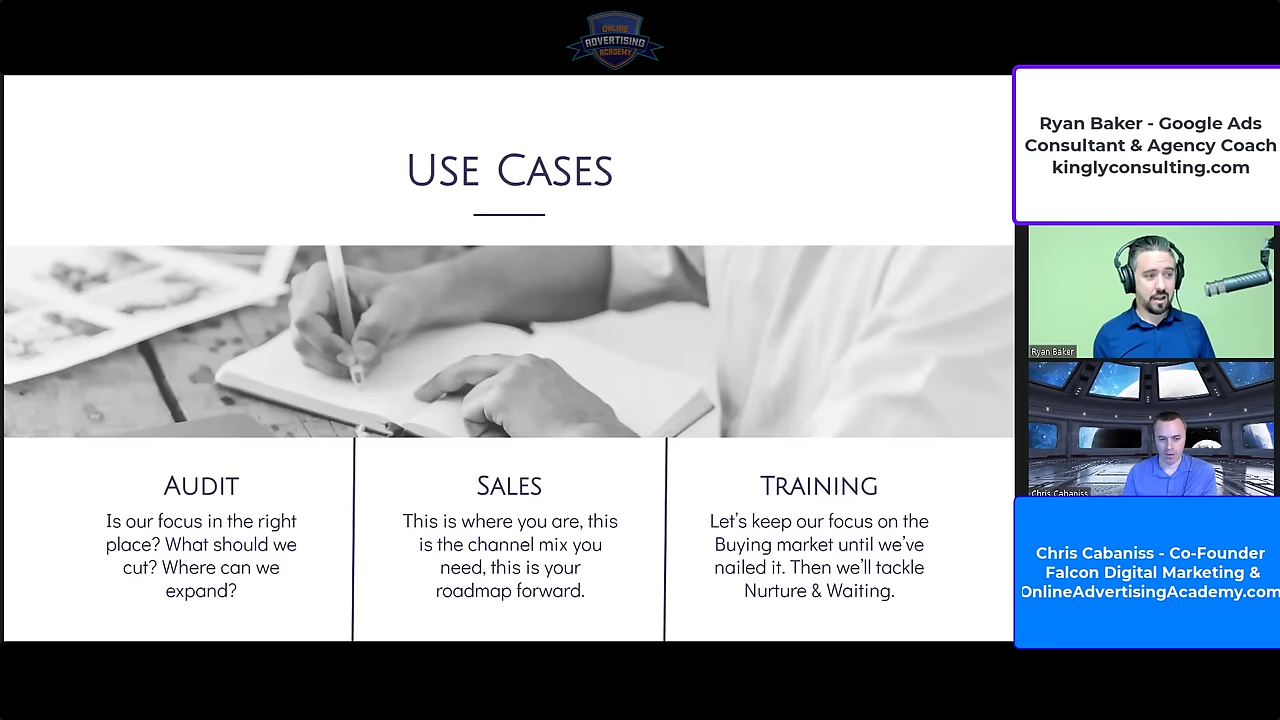 ONLINE
ADVERTISING
ACADEMY
USE CASES
AUDIT
Is our focus in the right
place? What should we
cut? Where can we
expand?
SALES
This is where you are, this
is the channel mix you
need, this is your
roadmap forward.
TRAINING
Let's keep our focus on the
Buying market until we've
nailed it. Then we'll tackle
Nurture & Waiting.
Ryan Baker - Google Ads
Consultant & Agency Coach
kinglyconsulting.com
Ryan Baker
Chris Cabaniss
Chris Cabaniss - Co-Founder
Falcon Digital Marketing &
OnlineAdvertisingAcademy.com